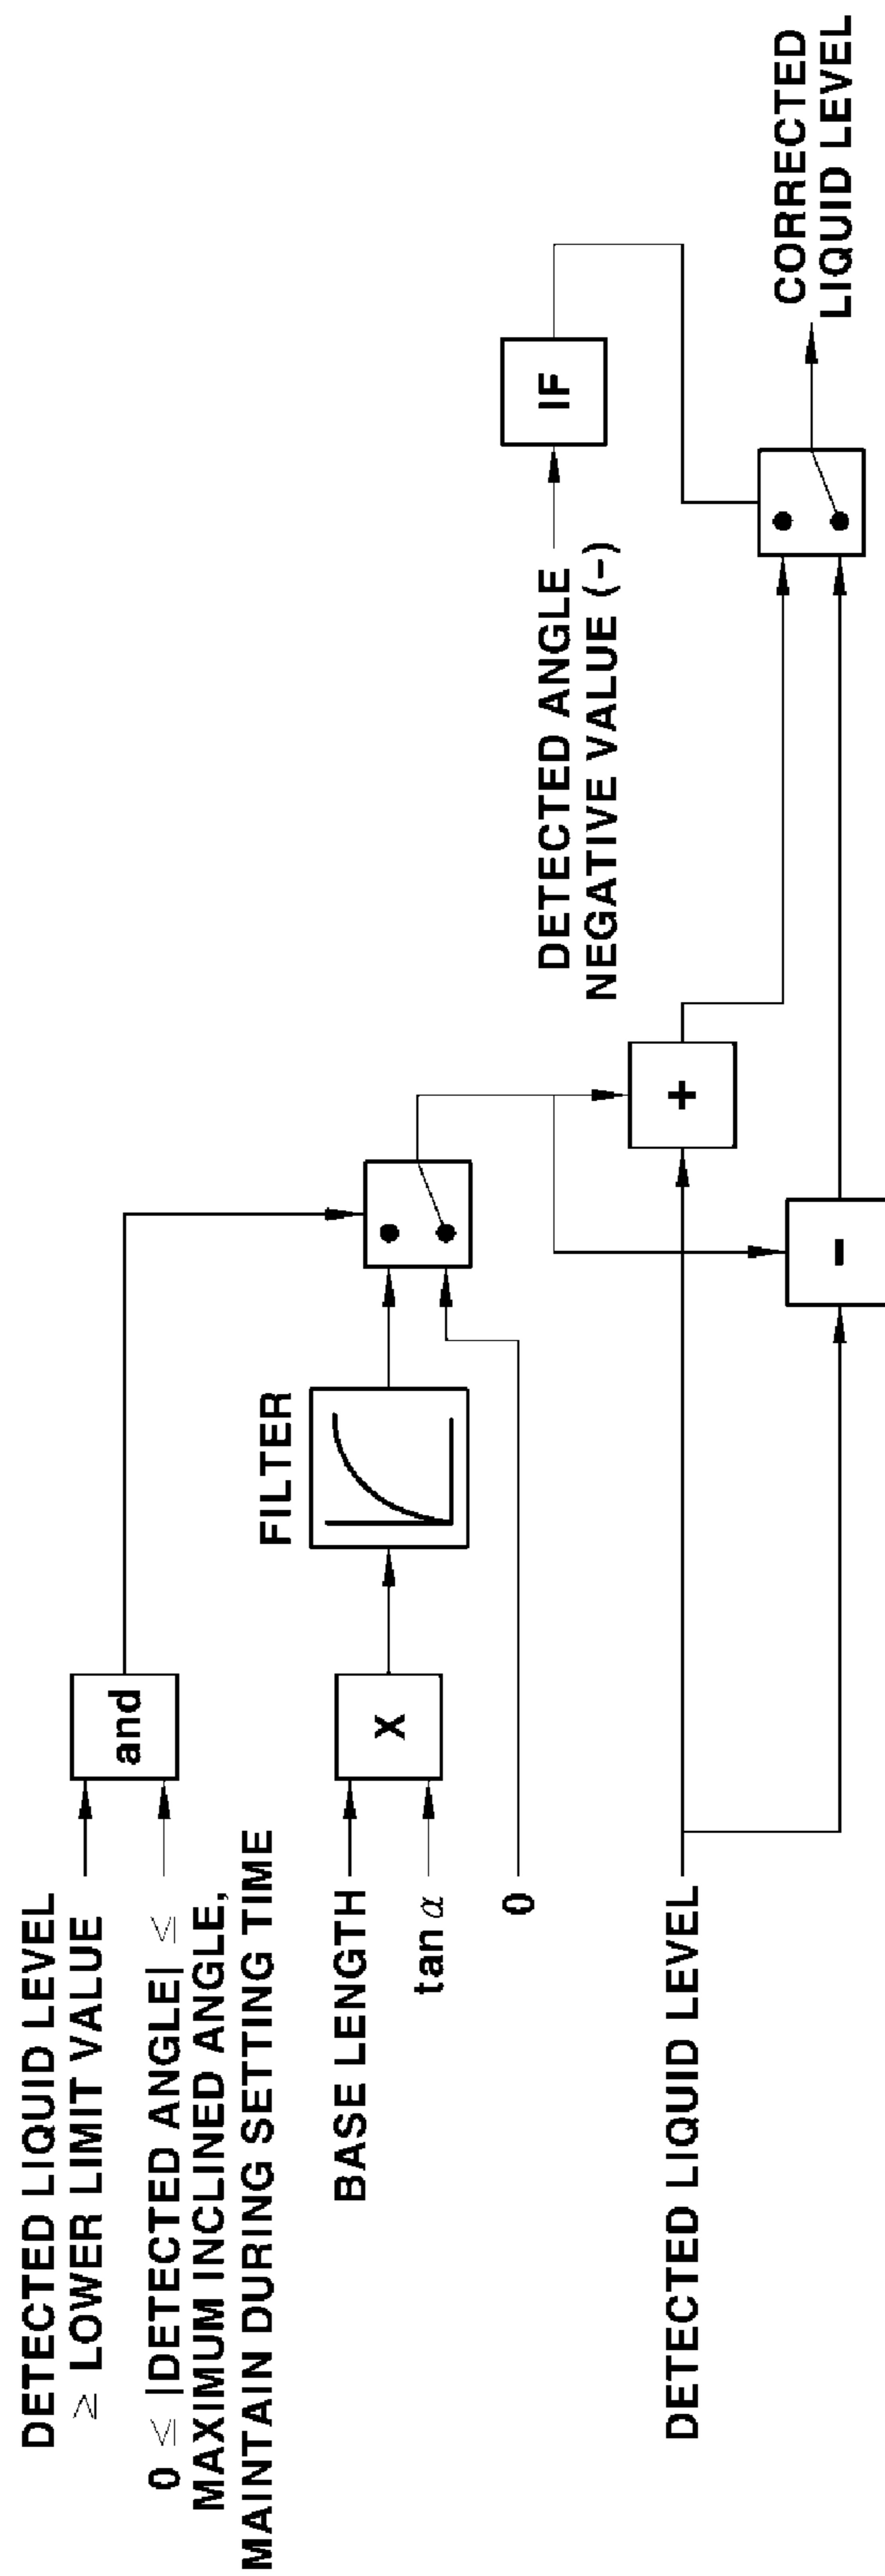 DETECTED LIQUID LEVEL
≥ LOWER LIMIT VALUE
0 ≤ |DETECTED ANGLE| ≤
MAXIMUM INCLINED ANGLE,
MAINTAIN DURING SETTING TIME
and
BASE LENGTH
tan α
X
FILTER
0
DETECTED LIQUID LEVEL
+
-
DETECTED ANGLE
NEGATIVE VALUE (-)
IF
CORRECTED
LIQUID LEVEL